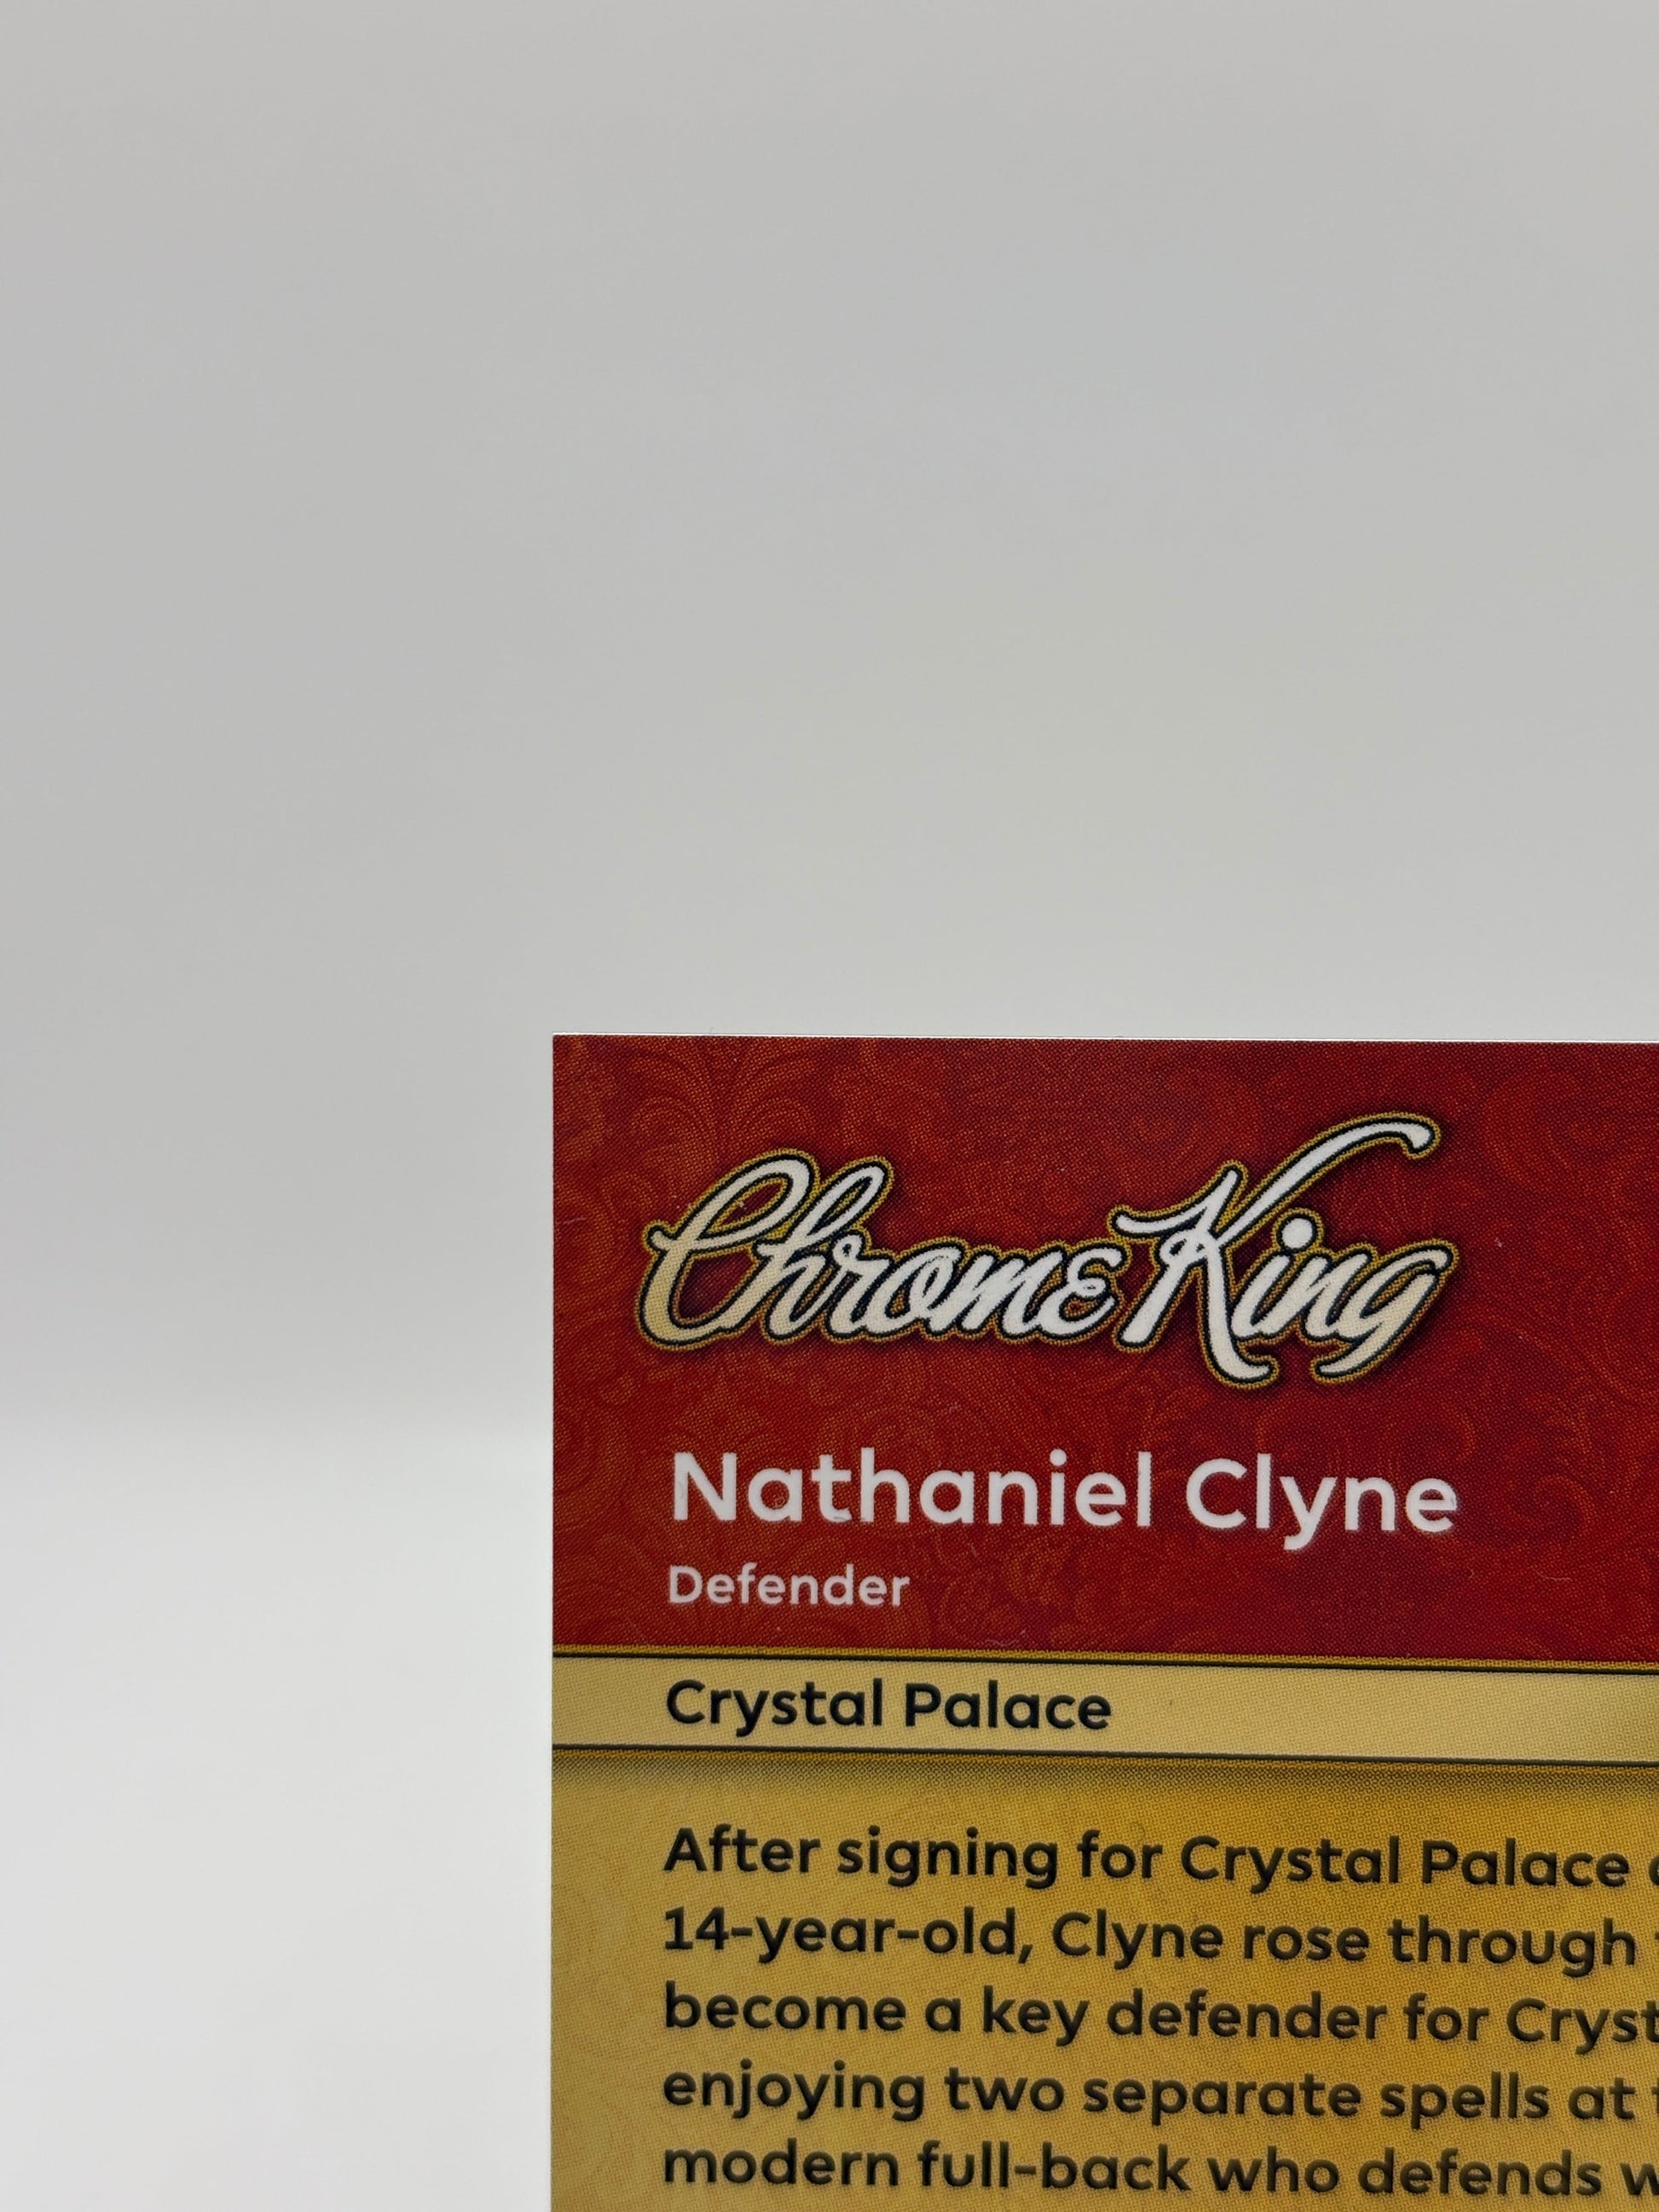 Chrome King
Nathaniel Clyne
Defender
Crystal Palace
After signing for Crystal Palace
14-year-old, Clyne rose through
become a key defender for Cryst
enjoying two separate spells at
modern full-back who defends